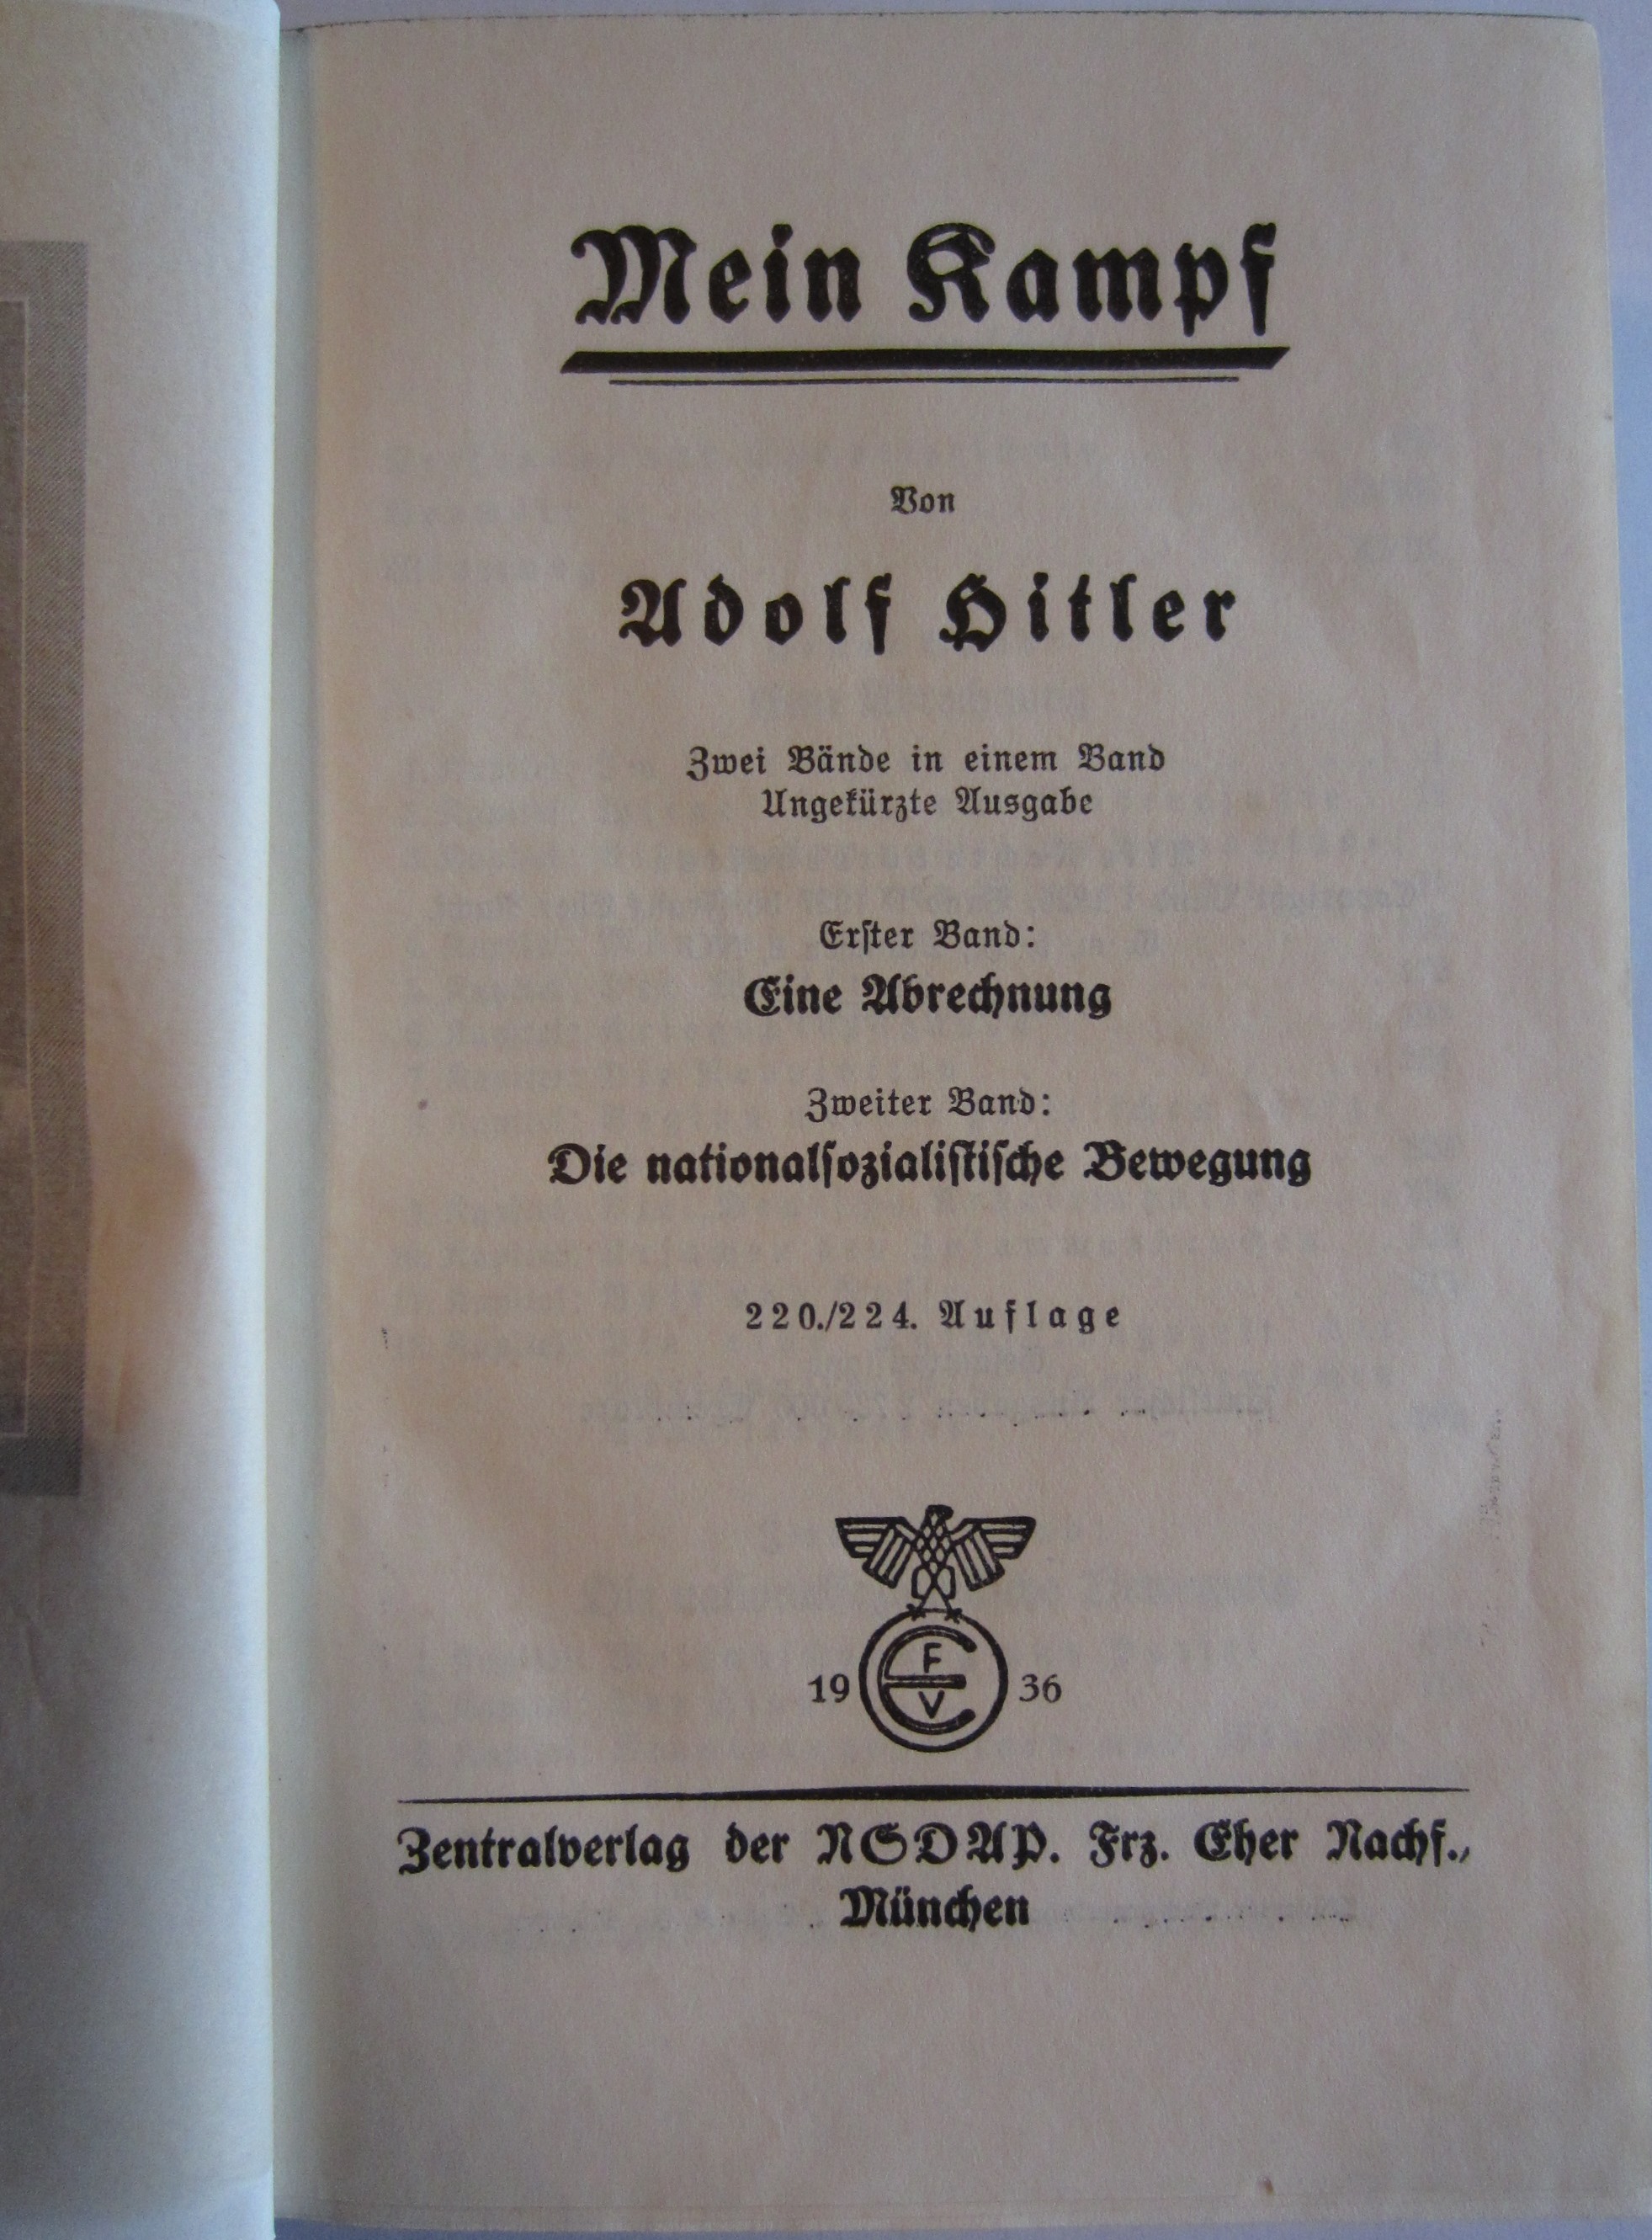 Mein Kampf
Von
Adolf Hitler
Zwei Bände in einem Band
Ungekürzte Ausgabe
Erſter Band:
Eine Abrechnung
Zweiter Band:
Die nationalſozialiſtiſche Bewegung
220./224. Auflage
F
E
V
19 36
Zentralverlag der NSDAP. Frz. Eher Nachf.,
München